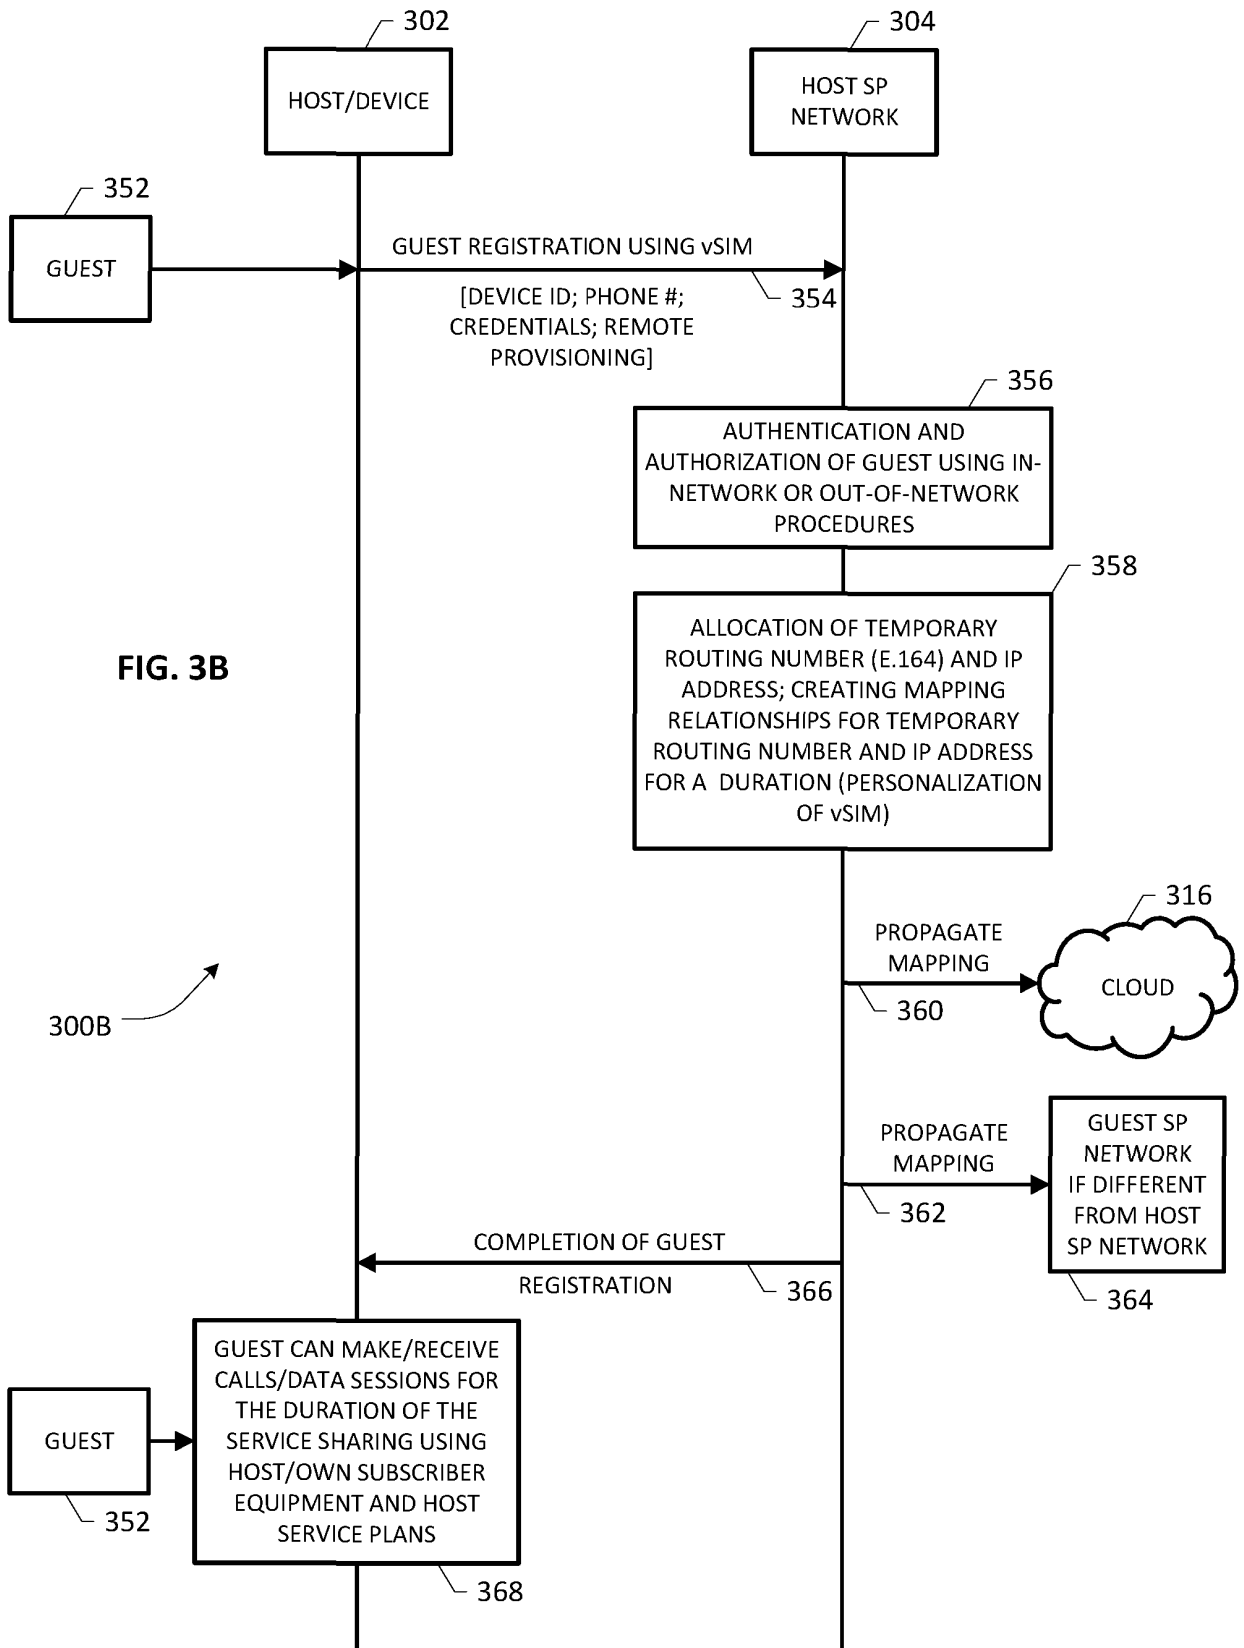 302
304
HOST/DEVICE
HOST SP
NETWORK
352
GUEST
GUEST REGISTRATION USING vSIM
354
[DEVICE ID; PHONE #;
CREDENTIALS; REMOTE
PROVISIONING]
356
AUTHENTICATION AND
AUTHORIZATION OF GUEST USING IN-
NETWORK OR OUT-OF-NETWORK
PROCEDURES
358
ALLOCATION OF TEMPORARY
ROUTING NUMBER (E.164) AND IP
ADDRESS; CREATING MAPPING
RELATIONSHIPS FOR TEMPORARY
ROUTING NUMBER AND IP ADDRESS
FOR A DURATION (PERSONALIZATION
OF vSIM)
FIG. 3B
316
PROPAGATE
MAPPING
CLOUD
360
300B
PROPAGATE
MAPPING
362
GUEST SP
NETWORK
IF DIFFERENT
FROM HOST
SP NETWORK
364
COMPLETION OF GUEST
REGISTRATION
366
GUEST CAN MAKE/RECEIVE
CALLS/DATA SESSIONS FOR
THE DURATION OF THE
SERVICE SHARING USING
HOST/OWN SUBSCRIBER
EQUIPMENT AND HOST
SERVICE PLANS
GUEST
352
368